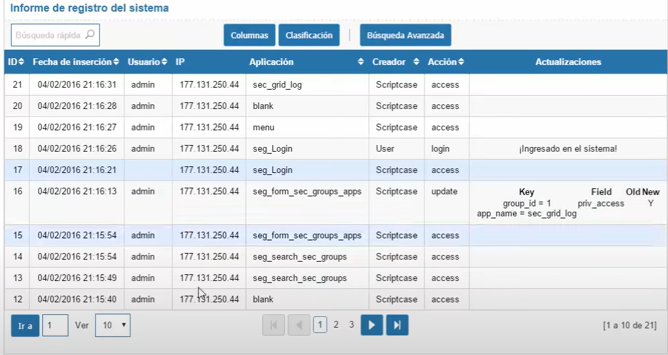 Informe de registro del sistema
Búsqueda rápida Columnas Clasificación Búsqueda Avanzada
ID Fecha de inserción Usuario IP Aplicación Creador Acción Actualizaciones
21 04/02/2016 21:16:31 admin 177.131.250.44 sec_grid_log Scriptcase access
20 04/02/2016 21:16:28 admin 177.131.250.44 blank Scriptcase access
19 04/02/2016 21:16:27 admin 177.131.250.44 menu Scriptcase access
18 04/02/2016 21:16:26 admin 177.131.250.44 seg_Login User login ¡Ingresado en el sistema!
17 04/02/2016 21:16:21 177.131.250.44 seg_Login Scriptcase access
16 04/02/2016 21:16:13 admin 177.131.250.44 seg_form_sec_groups_apps Scriptcase update Key Field Old New
group_id = 1 priv_access Y
app_name = sec_grid_log
15 04/02/2016 21:15:54 admin 177.131.250.44 seg_form_sec_groups_apps Scriptcase access
14 04/02/2016 21:15:54 admin 177.131.250.44 seg_search_sec_groups Scriptcase access
13 04/02/2016 21:15:49 admin 177.131.250.44 seg_search_sec_groups Scriptcase access
12 04/02/2016 21:15:40 admin 177.131.250.44 blank Scriptcase access
Ir a 1 Ver 10 1 2 3 [1 a 10 de 21]